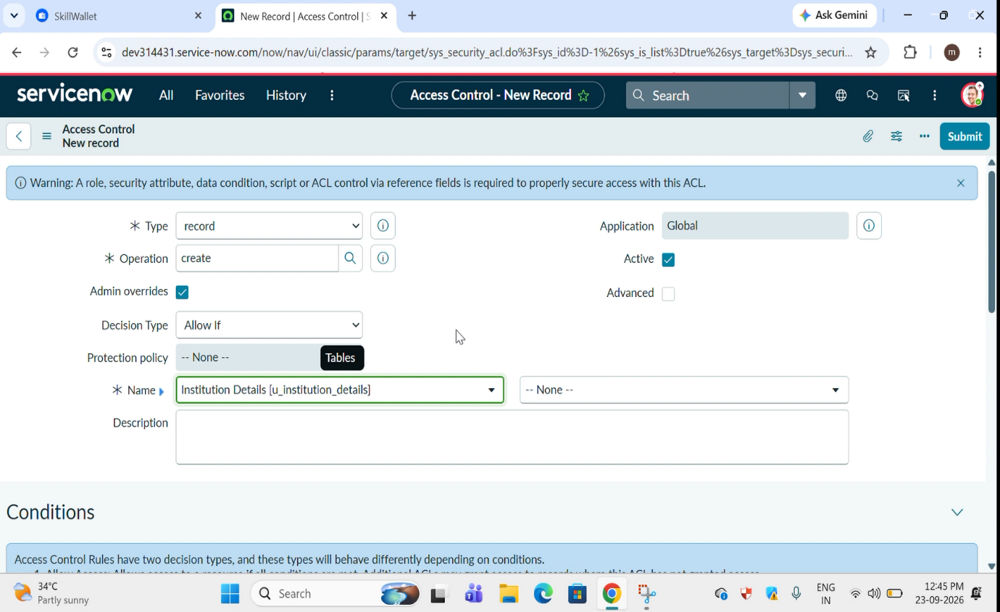 SkillWallet
New Record | Access Control | S
Ask Gemini
dev314431.service-now.com/now/nav/ui/classic/params/target/sys_security_acl.do%3Fsys_id%3D-1%26sys_is_list%3Dtrue%26sys_target%3Dsys_securi...
m
servicenow
All
Favorites
History
Access Control - New Record
Search
Access Control
New record
Submit
Warning: A role, security attribute, data condition, script or ACL control via reference fields is required to properly secure access with this ACL.
Type
record
Application
Global
Operation
create
Active
Admin overrides
Advanced
Decision Type
Allow If
Protection policy
-- None --
Tables
Name
Institution Details [u_institution_details]
-- None --
Description
Conditions
Access Control Rules have two decision types, and these types will behave differently depending on conditions.
34°C
Partly sunny
Search
ENG
IN
12:45 PM
23-09-2026